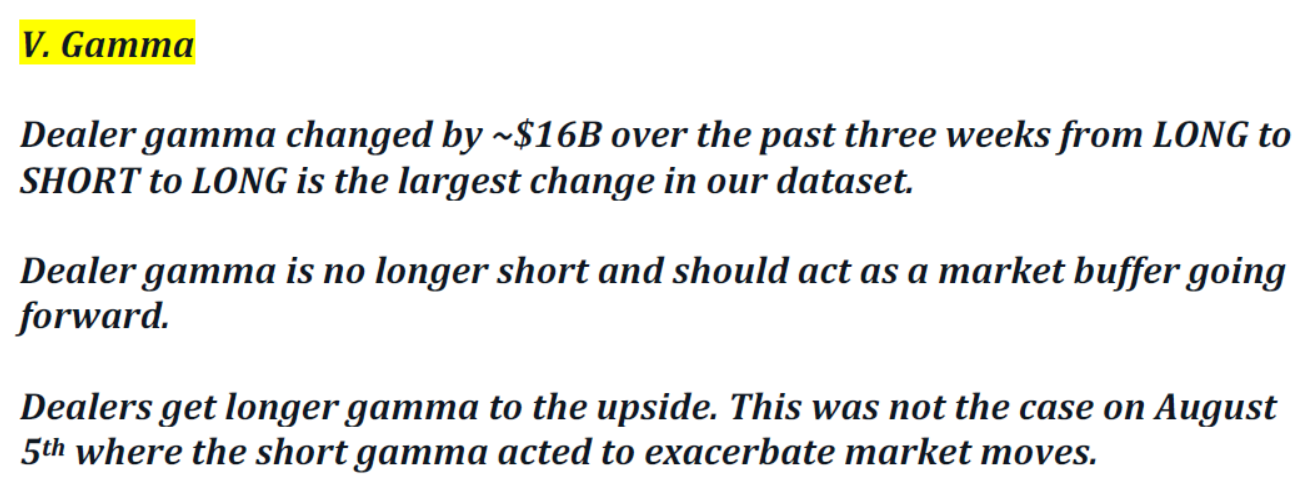 V. Gamma
Dealer gamma changed by ~$16B over the past three weeks from LONG to
SHORT to LONG is the largest change in our dataset.
Dealer gamma is no longer short and should act as a market buffer going
forward.
Dealers get longer gamma to the upside. This was not the case on August
5th where the short gamma acted to exacerbate market moves.